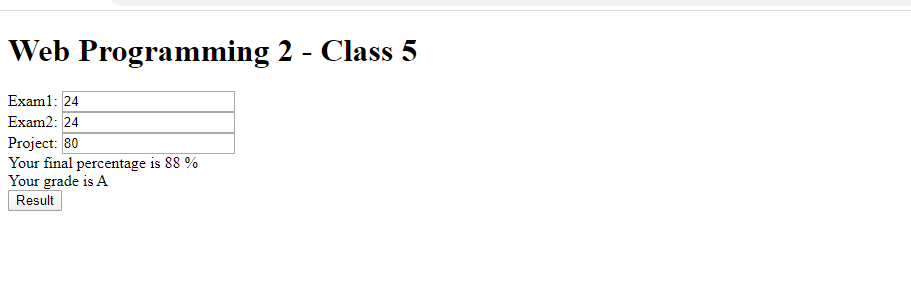 Web Programming 2 - Class 5
Exam1: 24
Exam2: 24
Project: 80
Your final percentage is 88 %
Your grade is A
Result